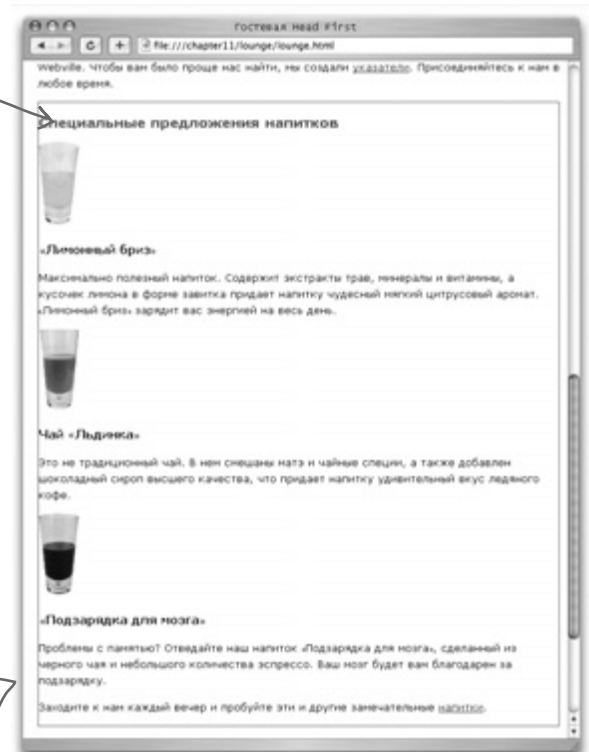 Гостевая Head First
file:///chapter11/lounge/lounge.html
Webville. Чтобы вам было проще нас найти, мы создали указатели. Присоединяйтесь к нам в
любое время.
Специальные предложения напитков
«Лимонный бриз»
Максимально полезный напиток. Содержит экстракты трав, минералы и витамины, а
кусочек лимона в форме завитка придает напитку чудесный мягкий цитрусовый аромат.
«Лимонный бриз» зарядит вас энергией на весь день.
Чай «Льдинка»
Это не традиционный чай. В нем смешаны матэ и чайные специи, а также добавлен
шоколадный сироп высшего качества, что придает напитку удивительный вкус ледяного
кофе.
«Подзарядка для мозга»
Проблемы с памятью? Отведайте наш напиток «Подзарядка для мозга», сделанный из
черного чая и небольшого количества эспрессо. Ваш мозг будет вам благодарен за
подзарядку.
Заходите к нам каждый вечер и пробуйте эти и другие замечательные напитки.